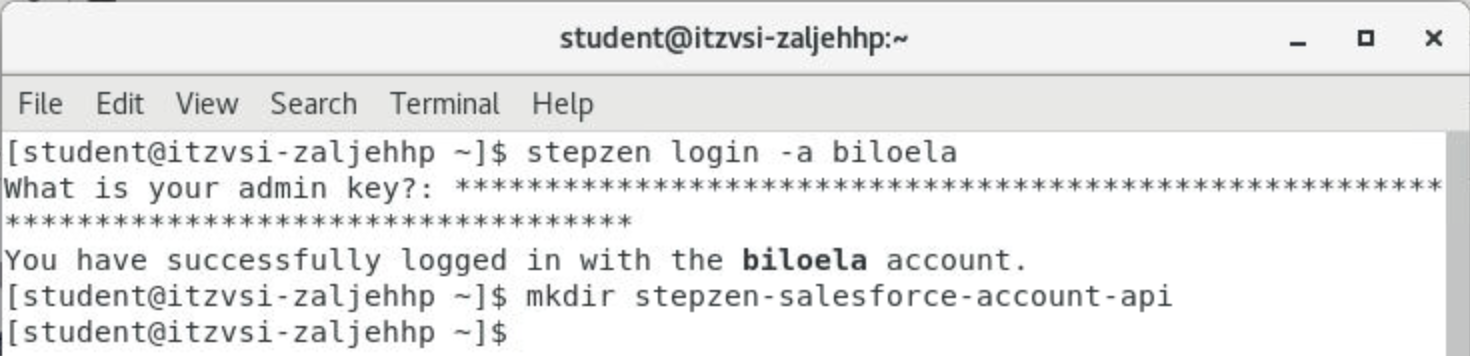 student@itzvsi-zaljehhp:~
File Edit View Search Terminal Help
[student@itzvsi-zaljehhp ~]$ stepzen login -a biloela
What is your admin key?: *******************************************************
***********************************
You have successfully logged in with the biloela account.
[student@itzvsi-zaljehhp ~]$ mkdir stepzen-salesforce-account-api
[student@itzvsi-zaljehhp ~]$